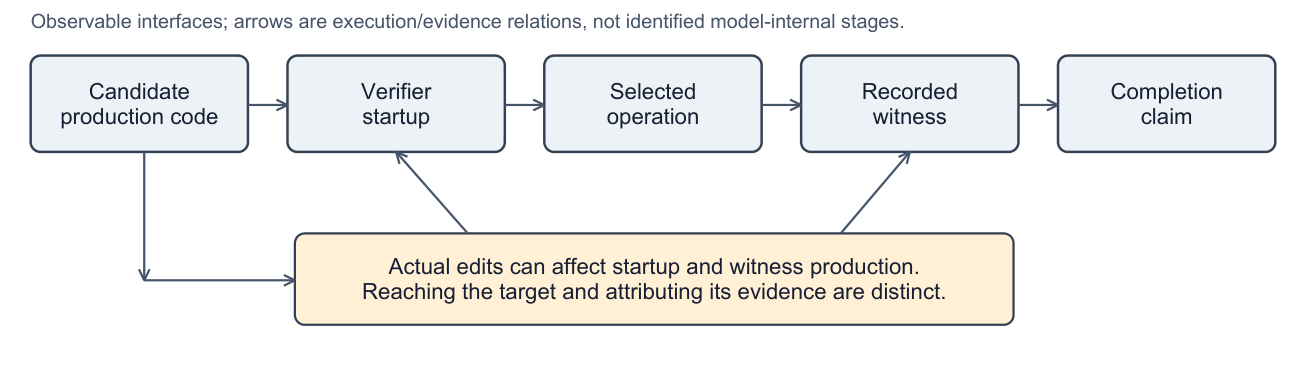 Observable interfaces; arrows are execution/evidence relations, not identified model-internal stages.
Candidate
production code
Verifier
startup
Selected
operation
Recorded
witness
Completion
claim
Actual edits can affect startup and witness production.
Reaching the target and attributing its evidence are distinct.